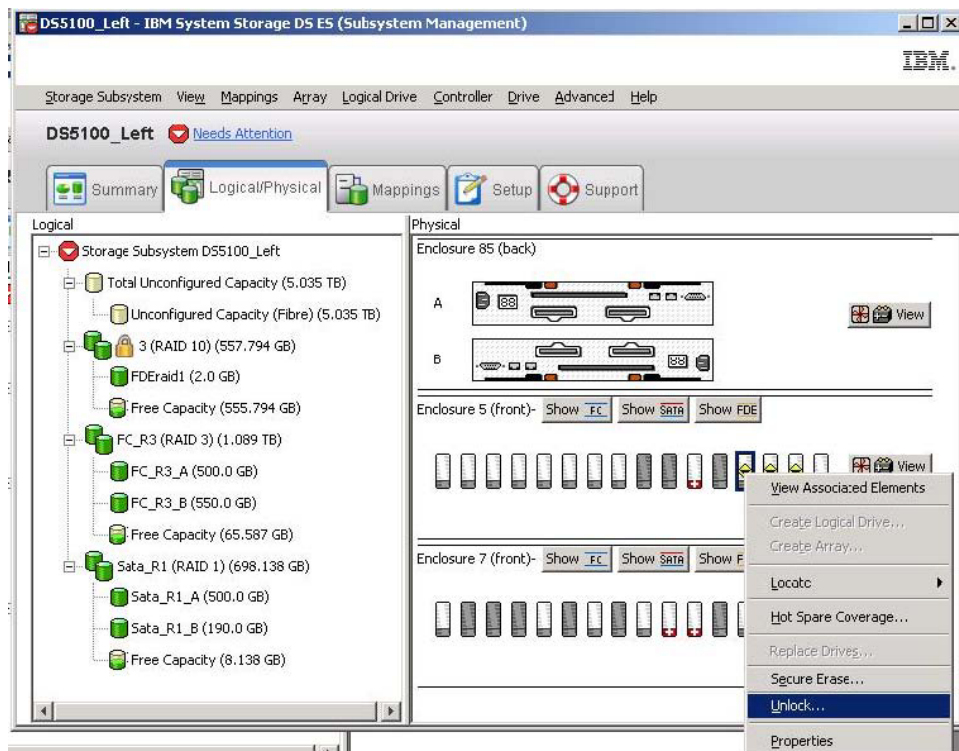 DS5100_Left - IBM System Storage DS ES (Subsystem Management)
IBM.
Storage Subsystem View Mappings Array Logical Drive Controller Drive Advanced Help
DS5100_Left Needs Attention
Summary Logical/Physical Mappings Setup Support
Logical
Storage Subsystem DS5100_Left
Total Unconfigured Capacity (5.035 TB)
Unconfigured Capacity (Fibre) (5.035 TB)
3 (RAID 10) (557.794 GB)
FDEraid1 (2.0 GB)
Free Capacity (555.794 GB)
FC_R3 (RAID 3) (1.089 TB)
FC_R3_A (500.0 GB)
FC_R3_B (550.0 GB)
Free Capacity (65.587 GB)
Sata_R1 (RAID 1) (698.138 GB)
Sata_R1_A (500.0 GB)
Sata_R1_B (190.0 GB)
Free Capacity (8.138 GB)
Physical
Enclosure 85 (back)
A 88 View
B 88
Enclosure 5 (front)- Show FC Show SATA Show FDE
View
Enclosure 7 (front)- Show FC Show SATA Show F
View Associated Elements
Create Logical Drive...
Create Array...
Locate
Hot Spare Coverage...
Replace Drives...
Secure Erase...
Unlock...
Properties